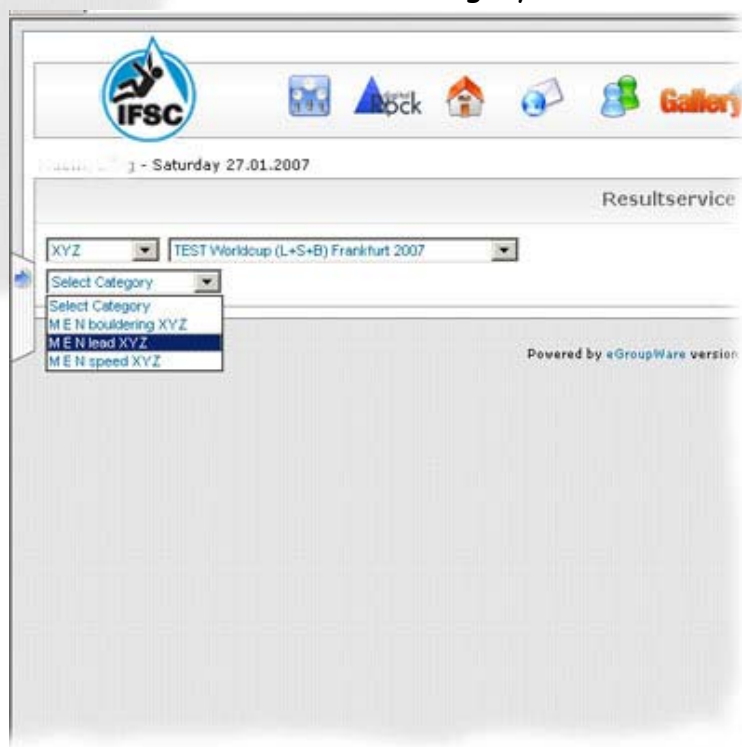 IFSC
digital
Rock
Gallery
- Saturday 27.01.2007
Resultservice
XYZ
TEST Worldcup (L+S+B) Frankfurt 2007
Select Category
Select Category
M E N bouldering XYZ
M E N lead XYZ
M E N speed XYZ
Powered by eGroupWare version